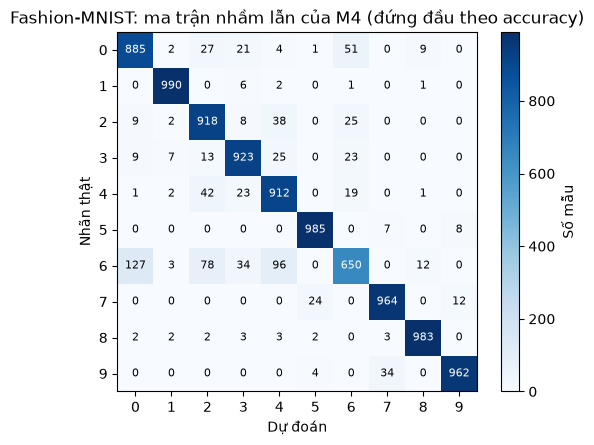 Fashion-MNIST: ma trận nhầm lẫn của M4 (đứng đầu theo accuracy)
0 885 2 27 21 4 1 51 0 9 0
1 0 990 0 6 2 0 1 0 1 0
2 9 2 918 8 38 0 25 0 0 0
3 9 7 13 923 25 0 23 0 0 0
4 1 2 42 23 912 0 19 0 1 0
5 0 0 0 0 0 985 0 7 0 8
6 127 3 78 34 96 0 650 0 12 0
7 0 0 0 0 0 24 0 964 0 12
8 2 2 2 3 3 2 0 3 983 0
9 0 0 0 0 0 4 0 34 0 962
0 1 2 3 4 5 6 7 8 9
Dự đoán
Nhãn thật
800
600
400
200
0
Số mẫu